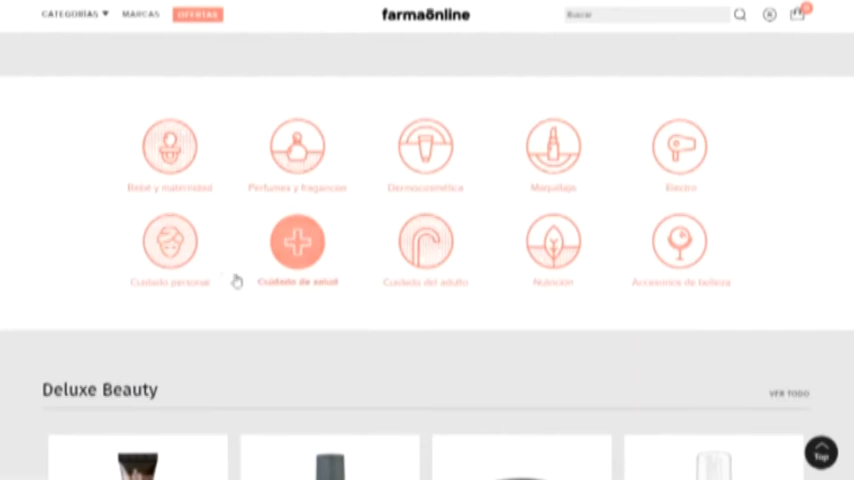 CATEGORÍAS MARCAS OFERTAS farmaōnline Buscar
Bebé y maternidad Perfumes y fragancias Dermocosmética Maquillaje Electro
Cuidado personal Cuidado de salud Cuidado del adulto Nutrición Accesorios de belleza
Deluxe Beauty VER TODO
Top